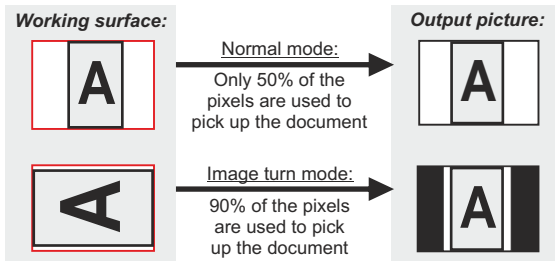 Working surface:
Output picture:
A
Normal mode:
Only 50% of the
pixels are used to
pick up the document
A
A
Image turn mode:
90% of the pixels
are used to pick
up the document
A